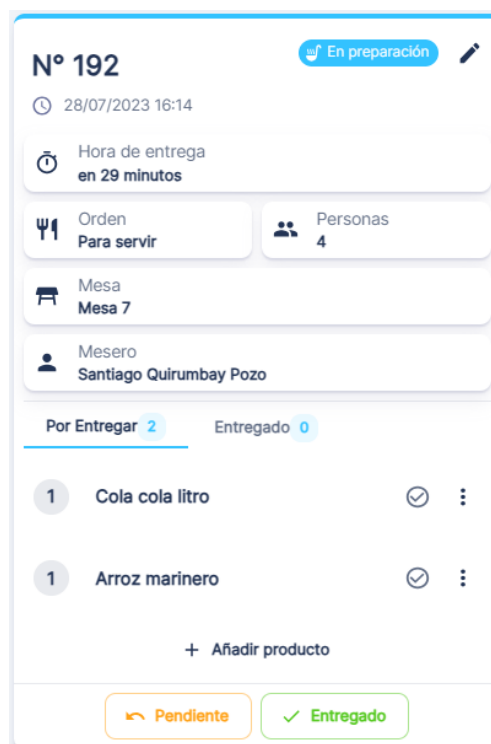 N° 192
En preparación
28/07/2023 16:14
Hora de entrega
en 29 minutos
Orden
Para servir
Personas
4
Mesa
Mesa 7
Mesero
Santiago Quirumbay Pozo
Por Entregar 2
Entregado 0
1 Cola cola litro
1 Arroz marinero
+ Añadir producto
Pendiente
Entregado